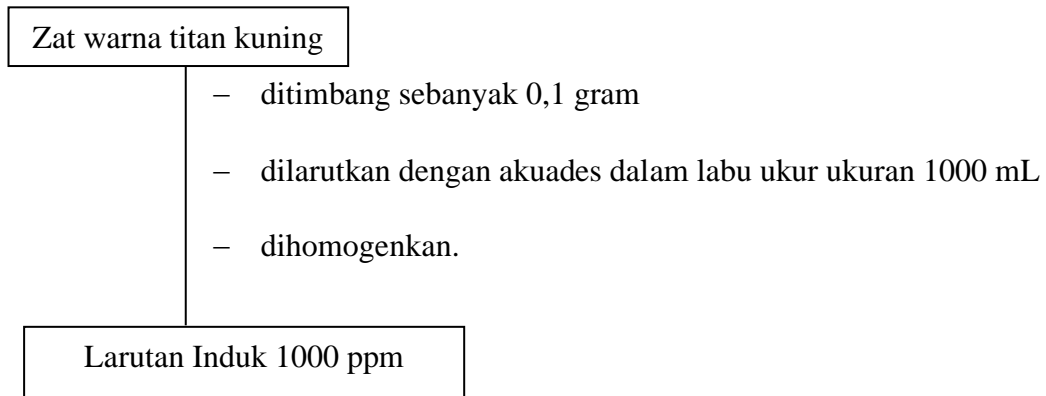 Zat warna titan kuning
– ditimbang sebanyak 0,1 gram
– dilarutkan dengan akuades dalam labu ukur ukuran 1000 mL
– dihomogenkan.
Larutan Induk 1000 ppm